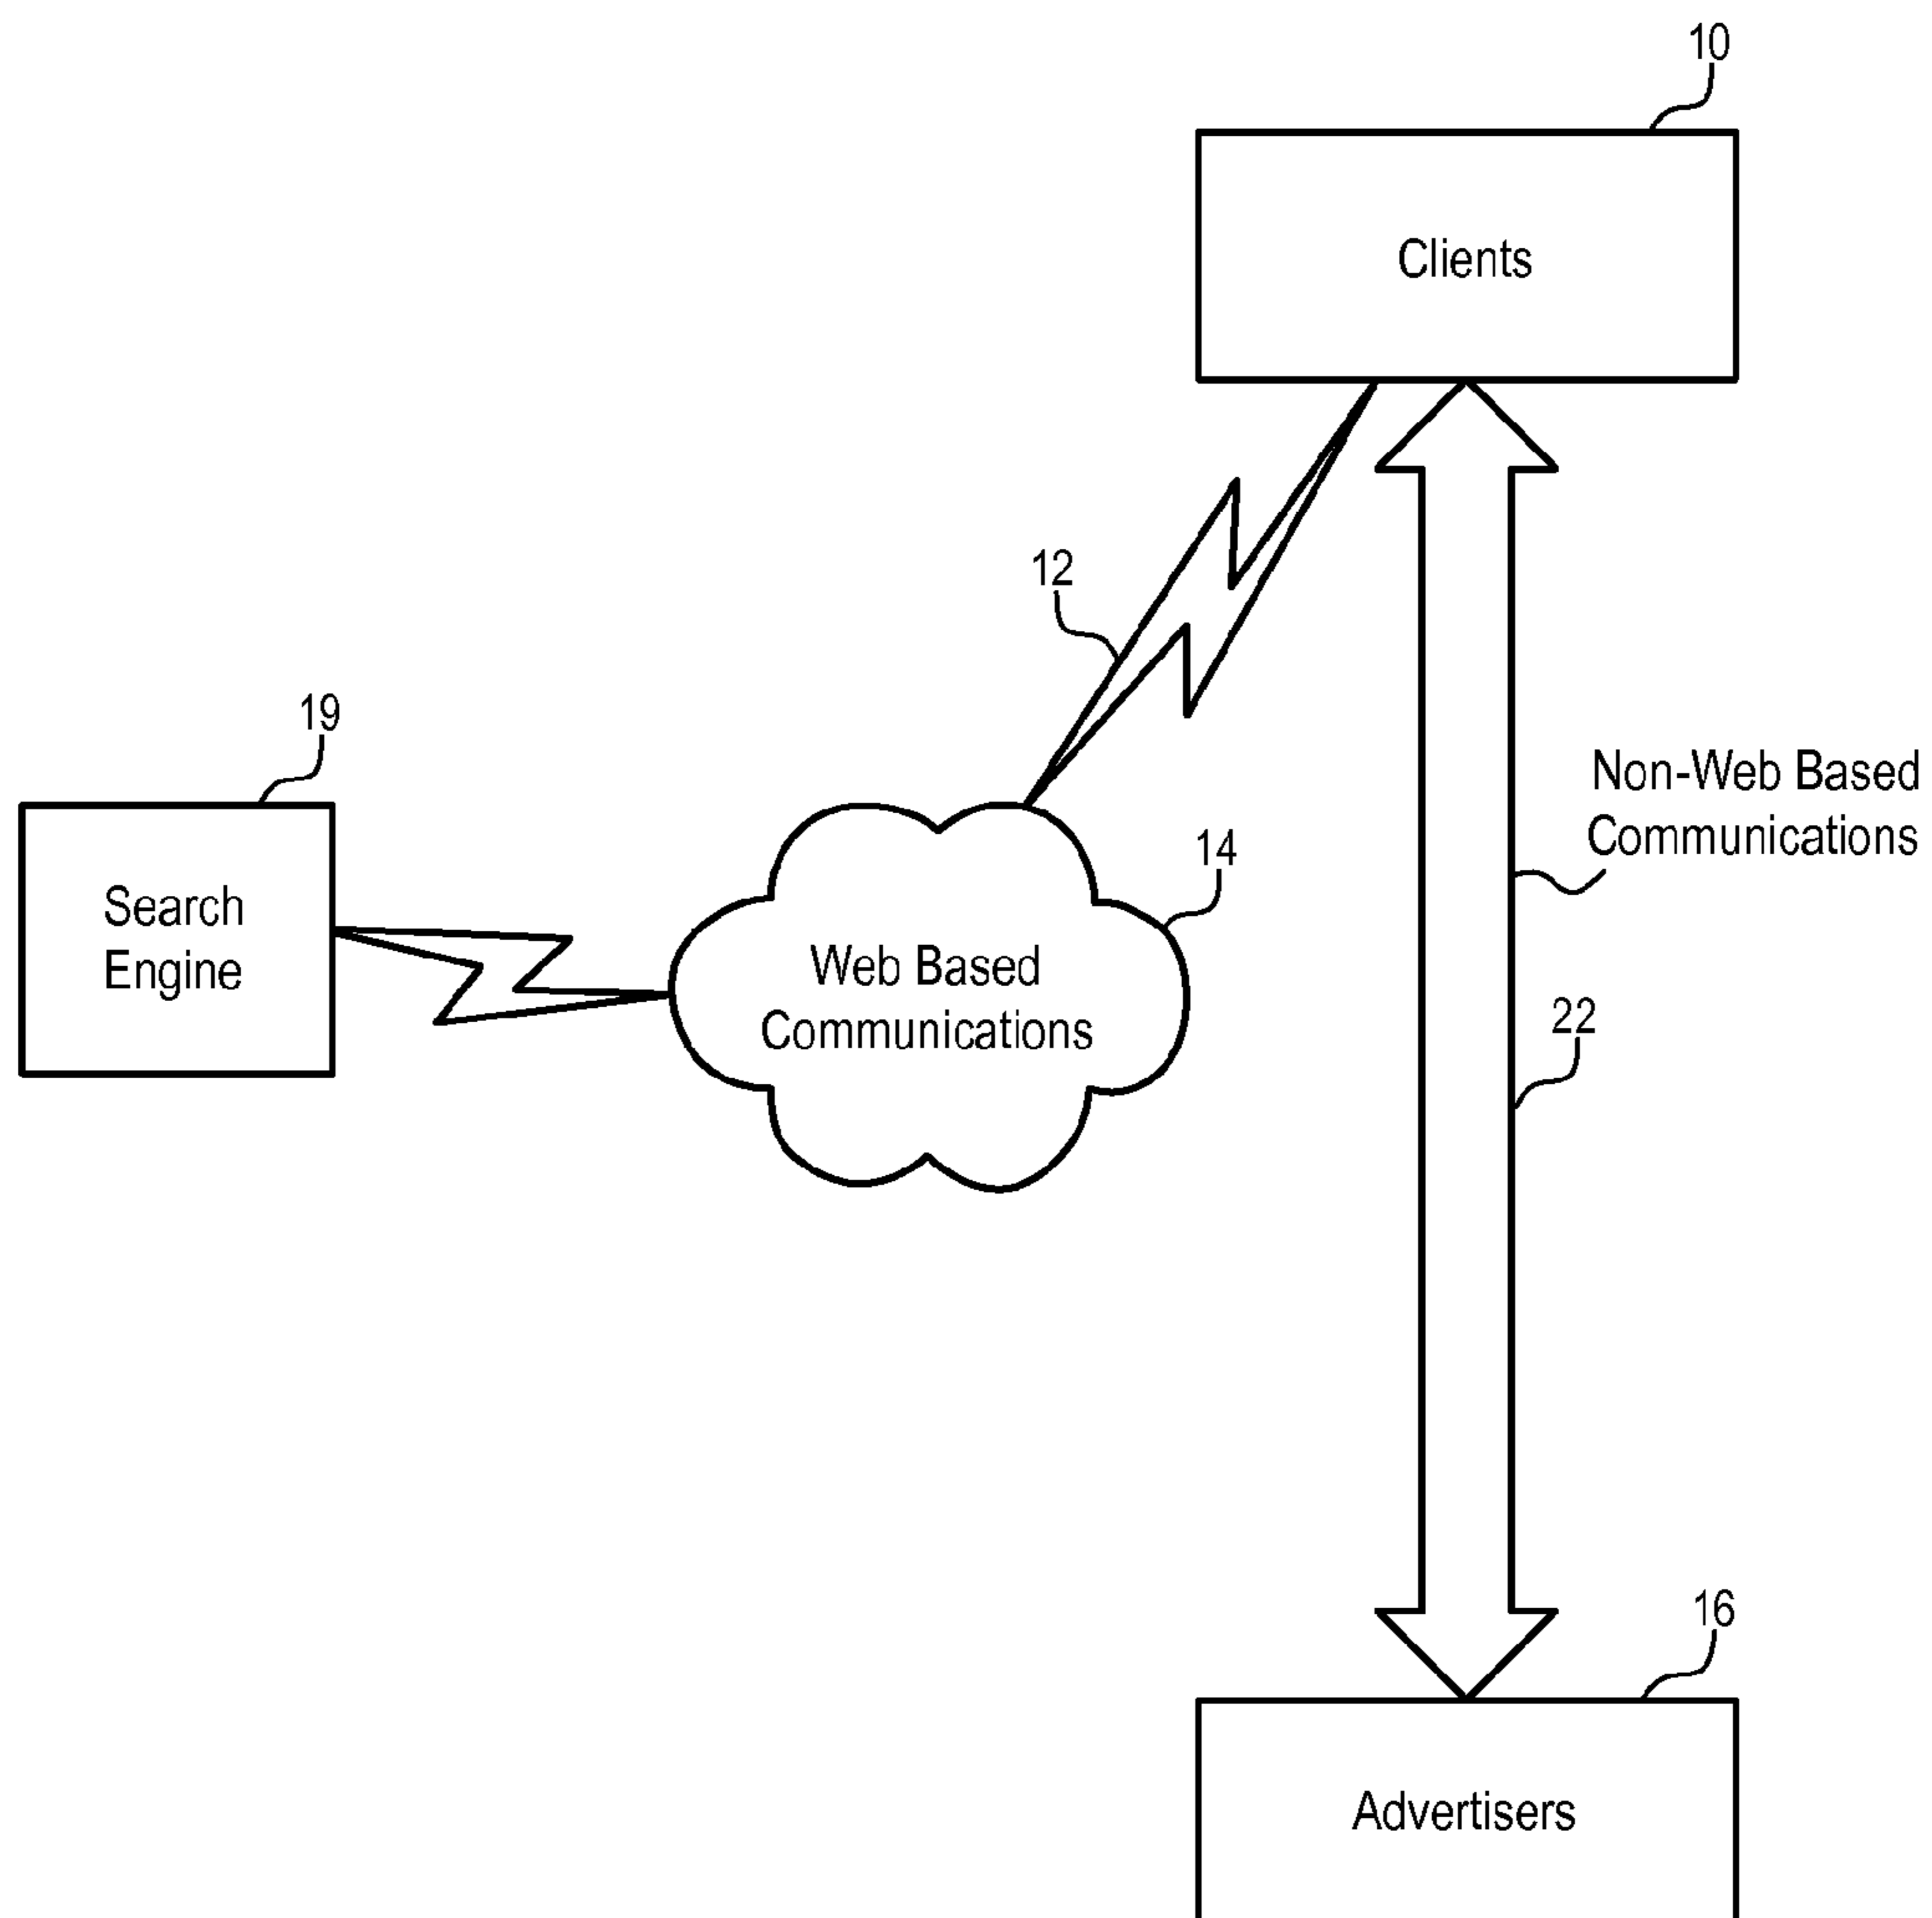 10
Clients
12
19
Non-Web Based
Communications
14
Search
Engine
Web Based
Communications
22
16
Advertisers